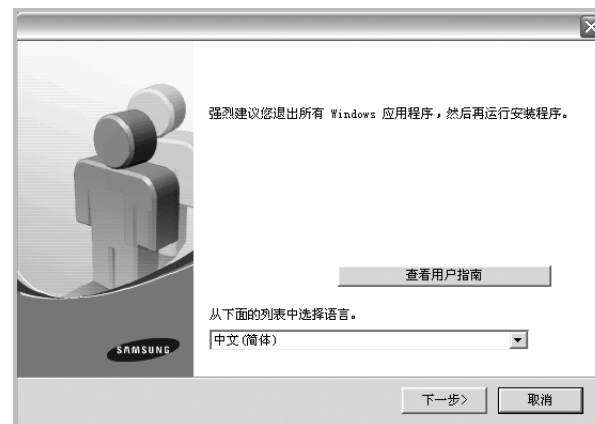 强烈建议您退出所有 Windows 应用程序，然后再运行安装程序。
查看用户指南
从下面的列表中选择语言。
中文(简体)
SAMSUNG
下一步>
取消